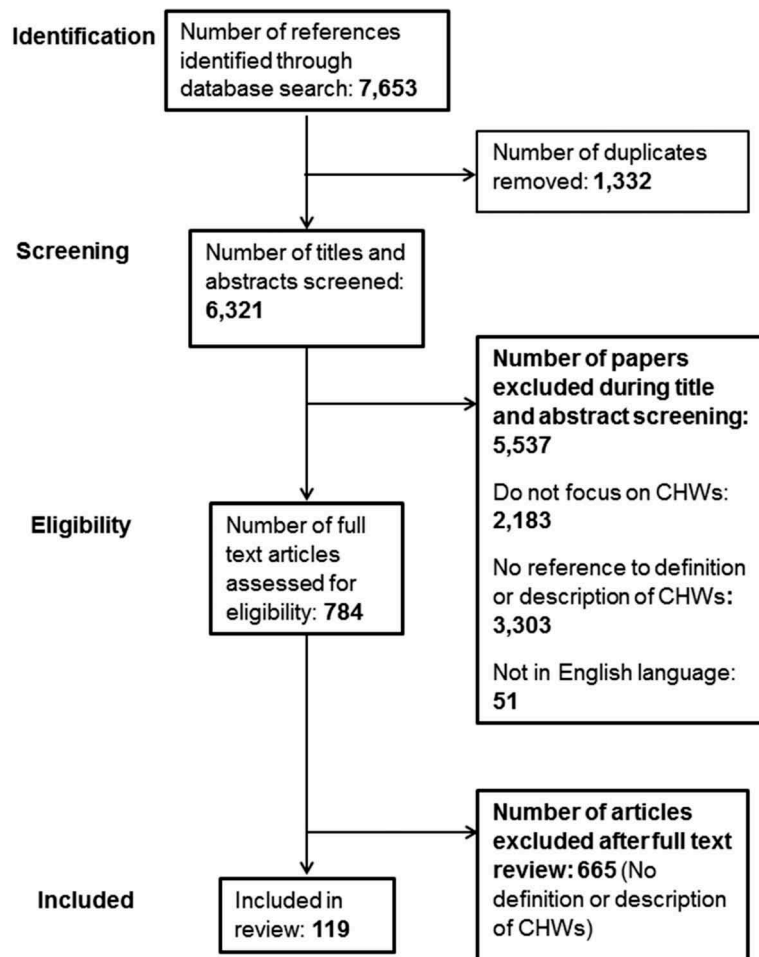 Identification
Number of references
identified through
database search: 7,653
Number of duplicates
removed: 1,332
Screening
Number of titles and
abstracts screened:
6,321
Number of papers
excluded during title
and abstract screening:
5,537
Do not focus on CHWs:
2,183
No reference to definition
or description of CHWs:
3,303
Not in English language:
51
Eligibility
Number of full
text articles
assessed for
eligibility: 784
Number of articles
excluded after full text
review: 665 (No
definition or description
of CHWs)
Included
Included in
review: 119